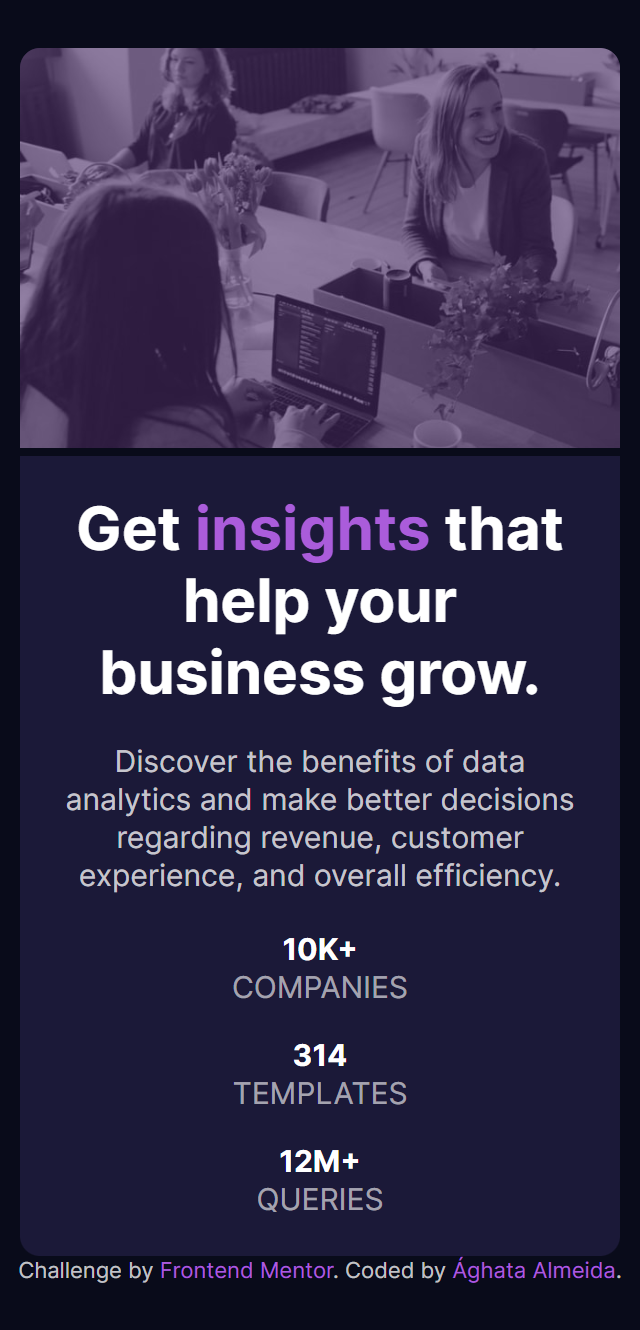 Get insights that
help your
business grow.
Discover the benefits of data
analytics and make better decisions
regarding revenue, customer
experience, and overall efficiency.
10K+
COMPANIES
314
TEMPLATES
12M+
QUERIES
Challenge by Frontend Mentor. Coded by Ághata Almeida.